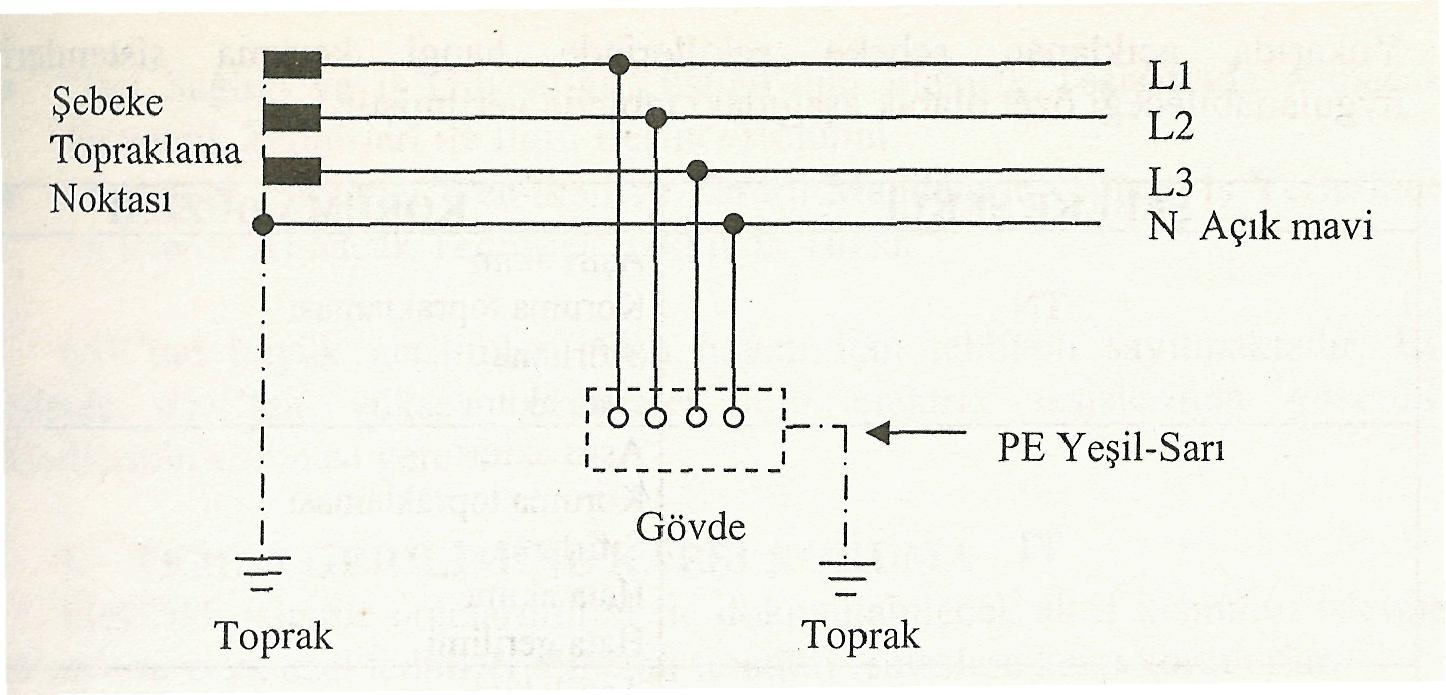 L1
Şebeke
L2
Topraklama
L3
Noktası
N Açık mavi
PE Yeşil-Sarı
Gövde
Toprak
Toprak